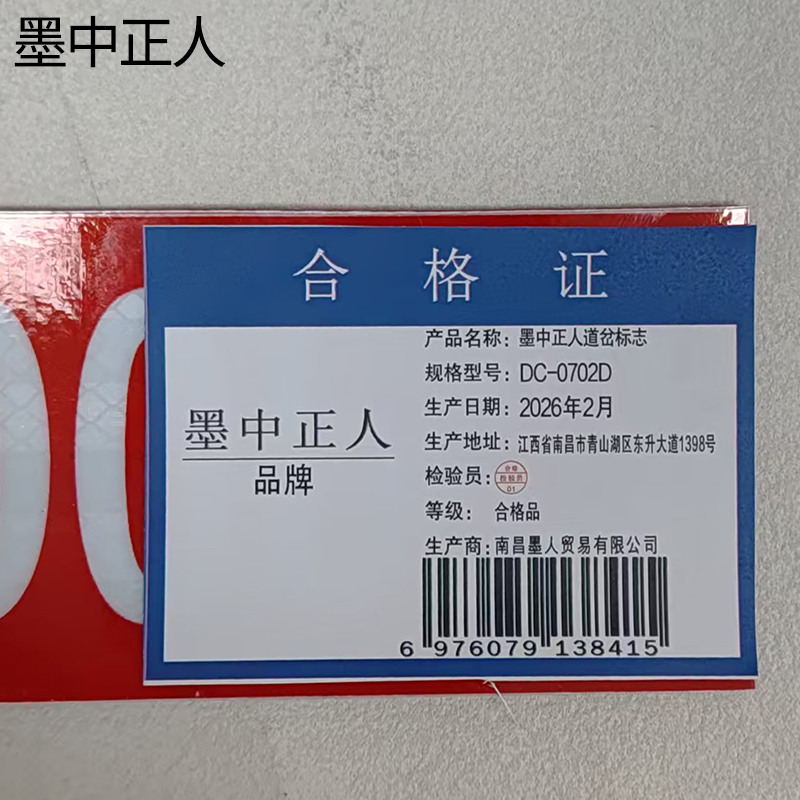 墨中正人
合格证
产品名称：墨中正人道岔标志
规格型号：DC-0702D
生产日期：2026年2月
生产地址：江西省南昌市青山湖区东升大道1398号
墨中正人
品牌
检验员：
合格
检验员
01
等级： 合格品
生产商：南昌墨人贸易有限公司
6 976079 138415